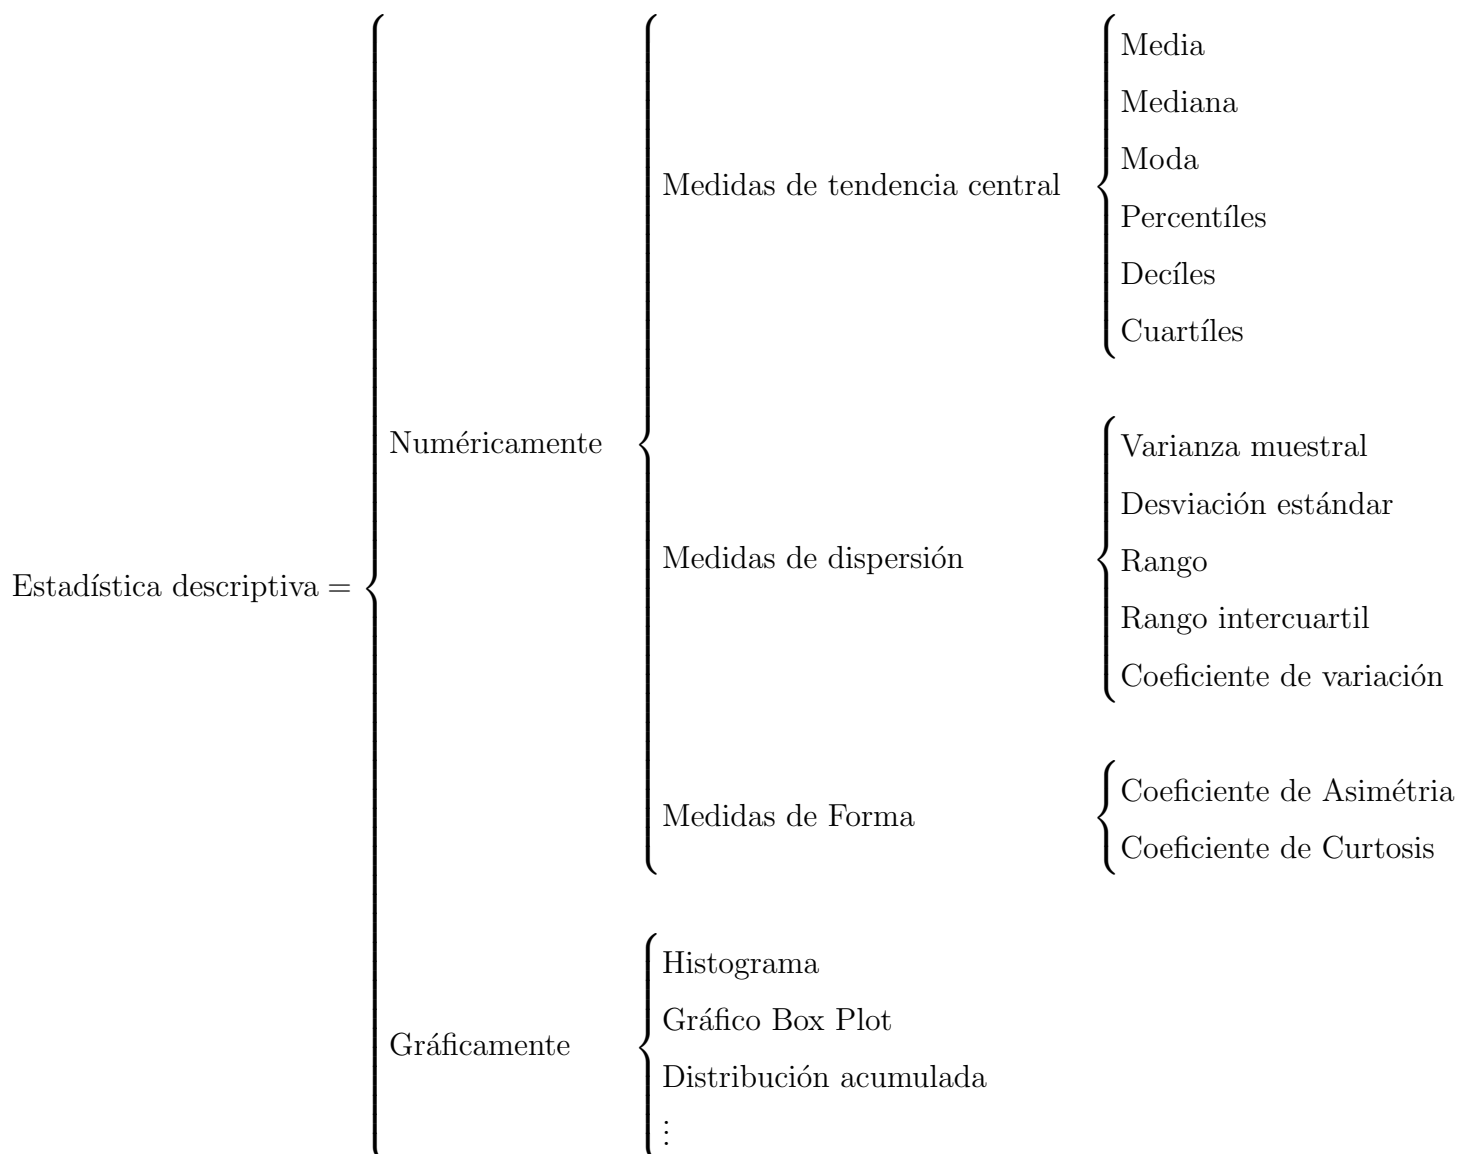 Estadística descriptiva =
Numéricamente
Medidas de tendencia central
Media
Mediana
Moda
Percentíles
Decíles
Cuartíles
Medidas de dispersión
Varianza muestral
Desviación estándar
Rango
Rango intercuartil
Coeficiente de variación
Medidas de Forma
Coeficiente de Asimétria
Coeficiente de Curtosis
Gráficamente
Histograma
Gráfico Box Plot
Distribución acumulada
⋮